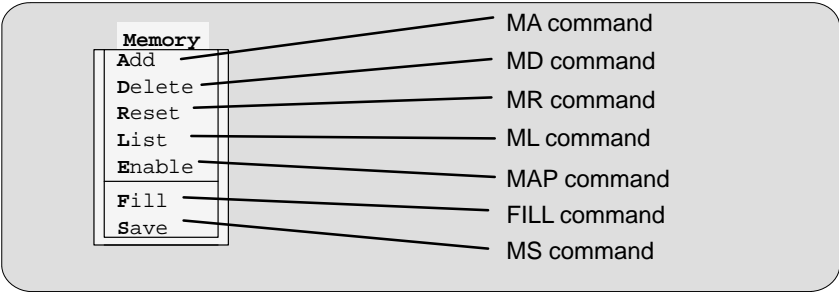 Memory
Add
Delete
Reset
List
Enable
Fill
Save
MA command
MD command
MR command
ML command
MAP command
FILL command
MS command